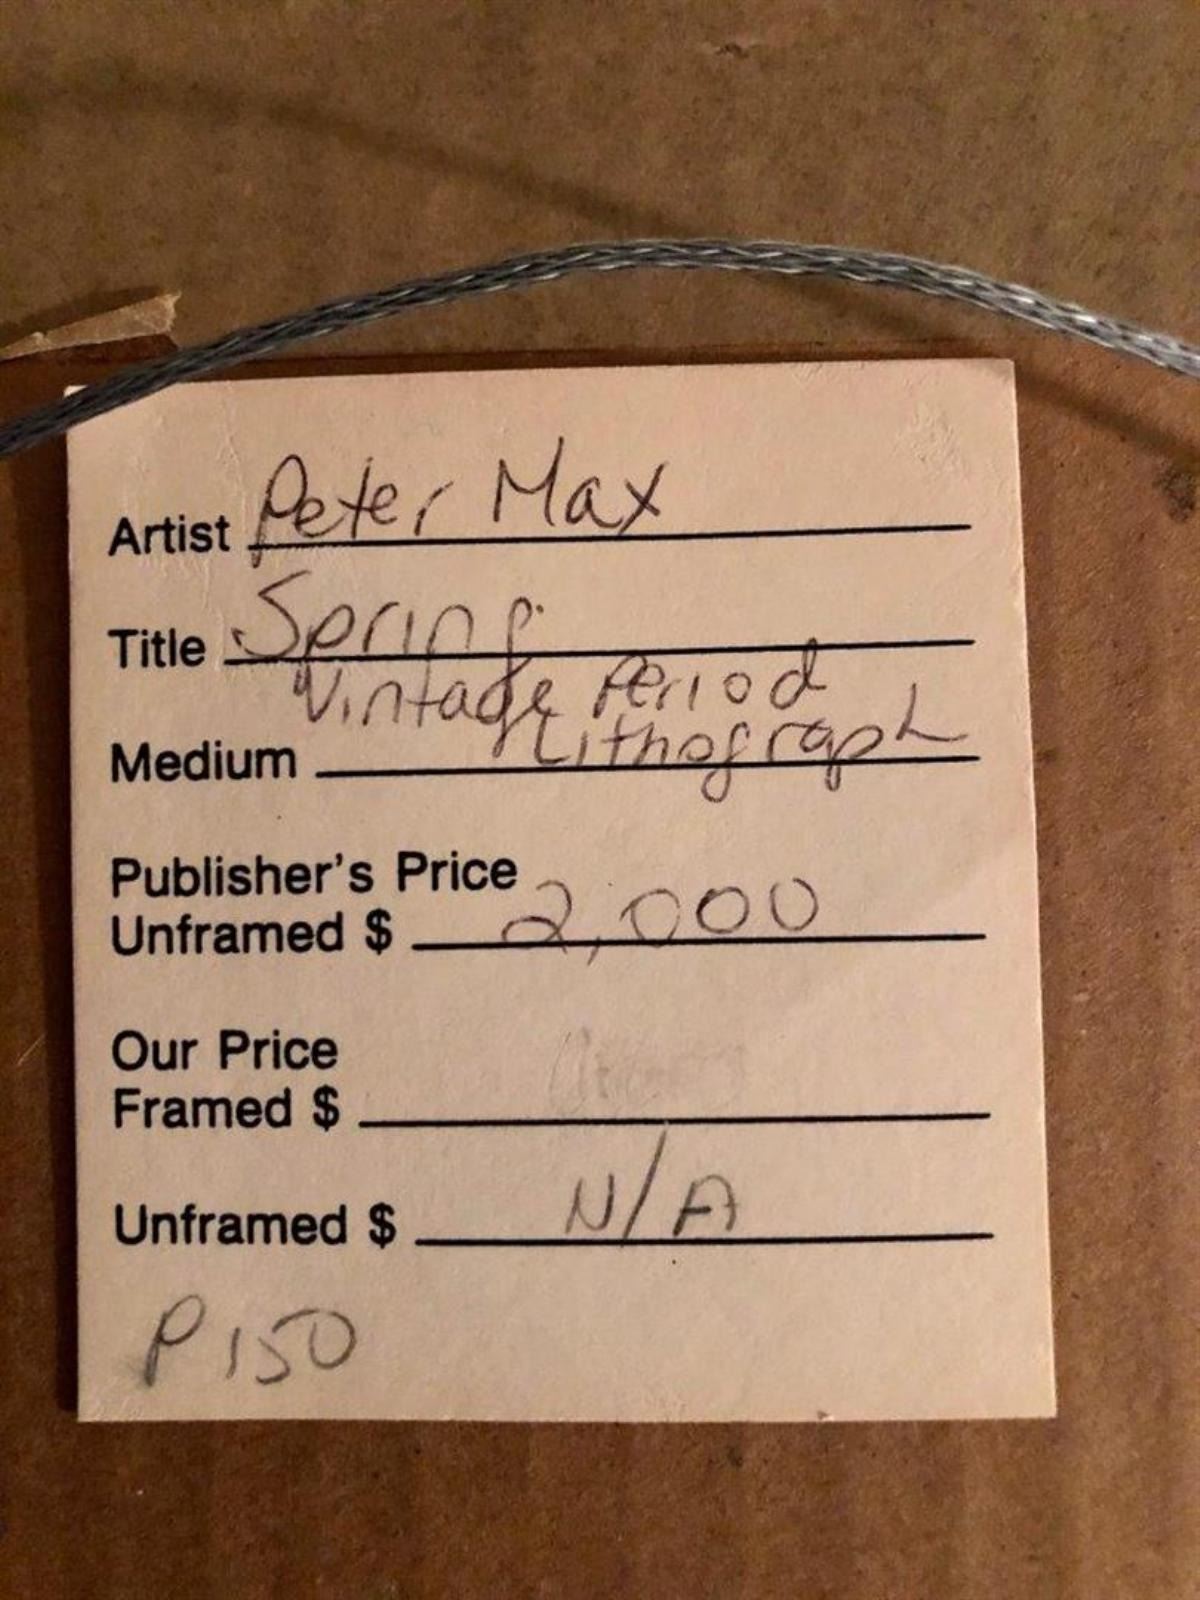 Artist Peter Max
Title Spring
Vintage Period
Medium Lithograph
Publisher's Price
Unframed $ 2,000
Our Price
Framed $
Unframed $ N/A
P150